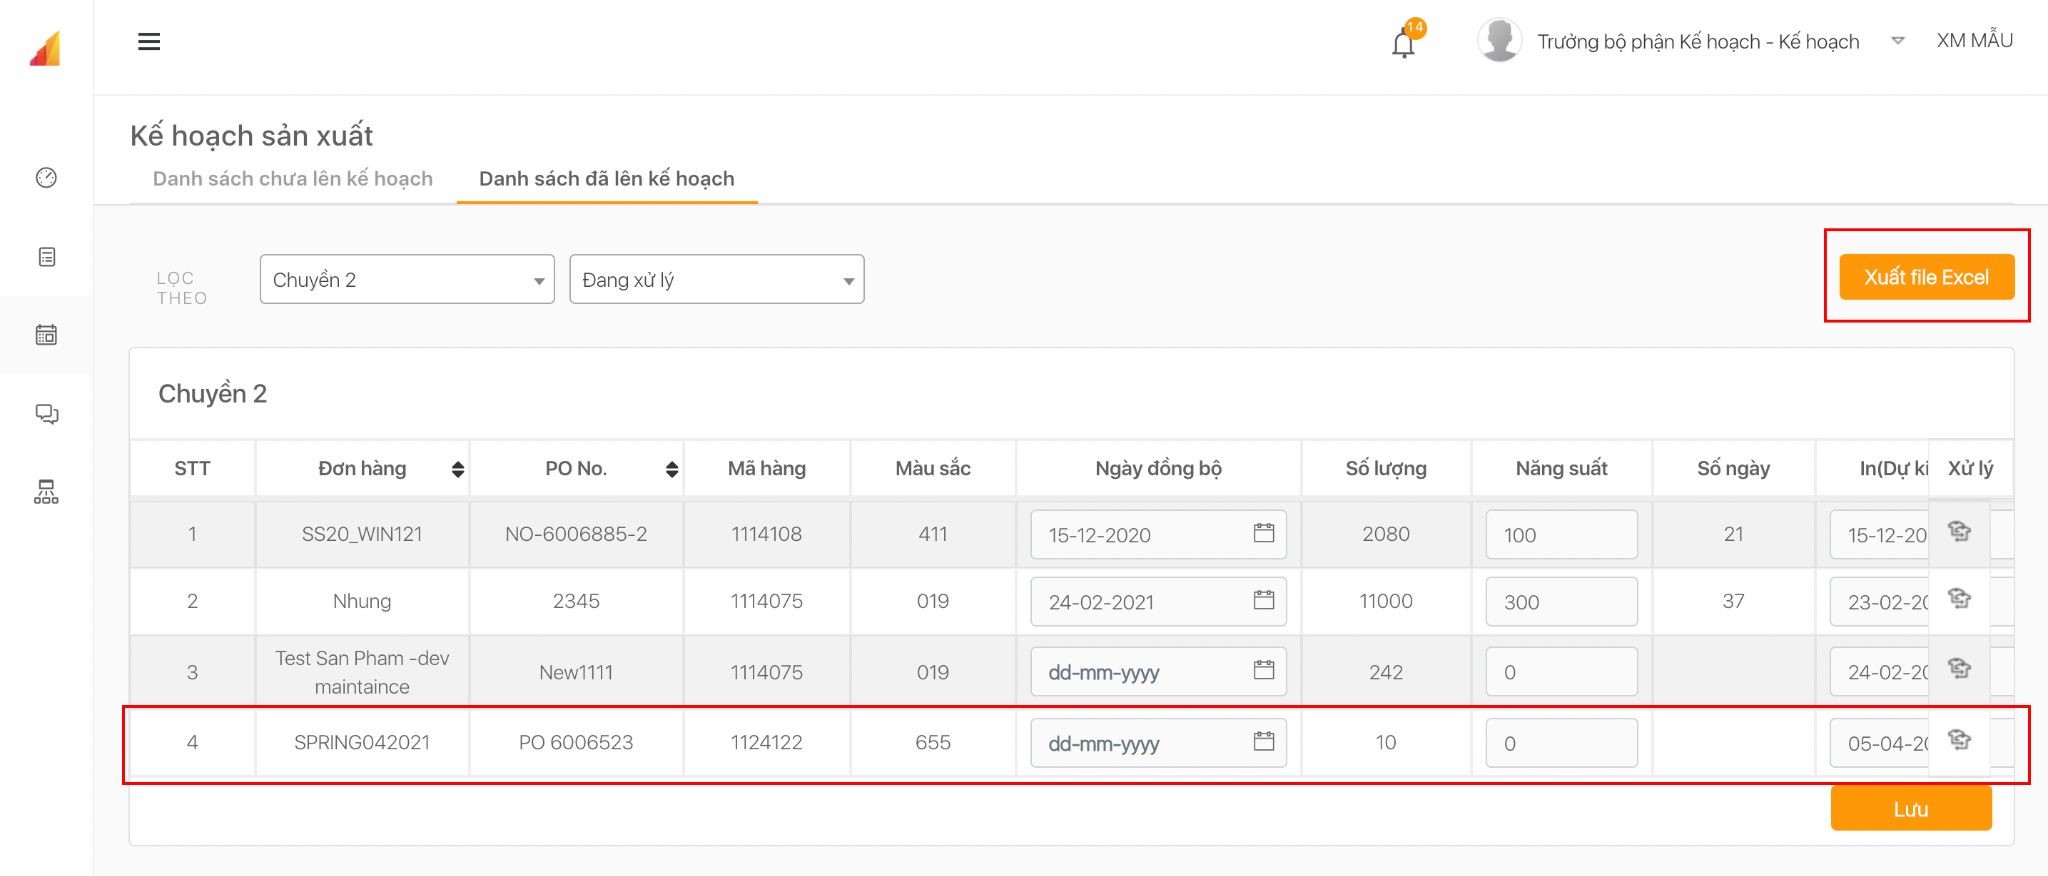 14
Trưởng bộ phận Kế hoạch - Kế hoạch
XM MẪU
Kế hoạch sản xuất
Danh sách chưa lên kế hoạch
Danh sách đã lên kế hoạch
LỌC
THEO
Chuyền 2
Đang xử lý
Xuất file Excel
Chuyền 2
STT Đơn hàng PO No. Mã hàng Màu sắc Ngày đồng bộ Số lượng Năng suất Số ngày In(Dự ki Xử lý
1 SS20_WIN121 NO-6006885-2 1114108 411 15-12-2020 2080 100 21 15-12-20
2 Nhung 2345 1114075 019 24-02-2021 11000 300 37 23-02-20
3 Test San Pham -dev maintaince New1111 1114075 019 dd-mm-yyyy 242 0 24-02-20
4 SPRING042021 PO 6006523 1124122 655 dd-mm-yyyy 10 0 05-04-20
Lưu